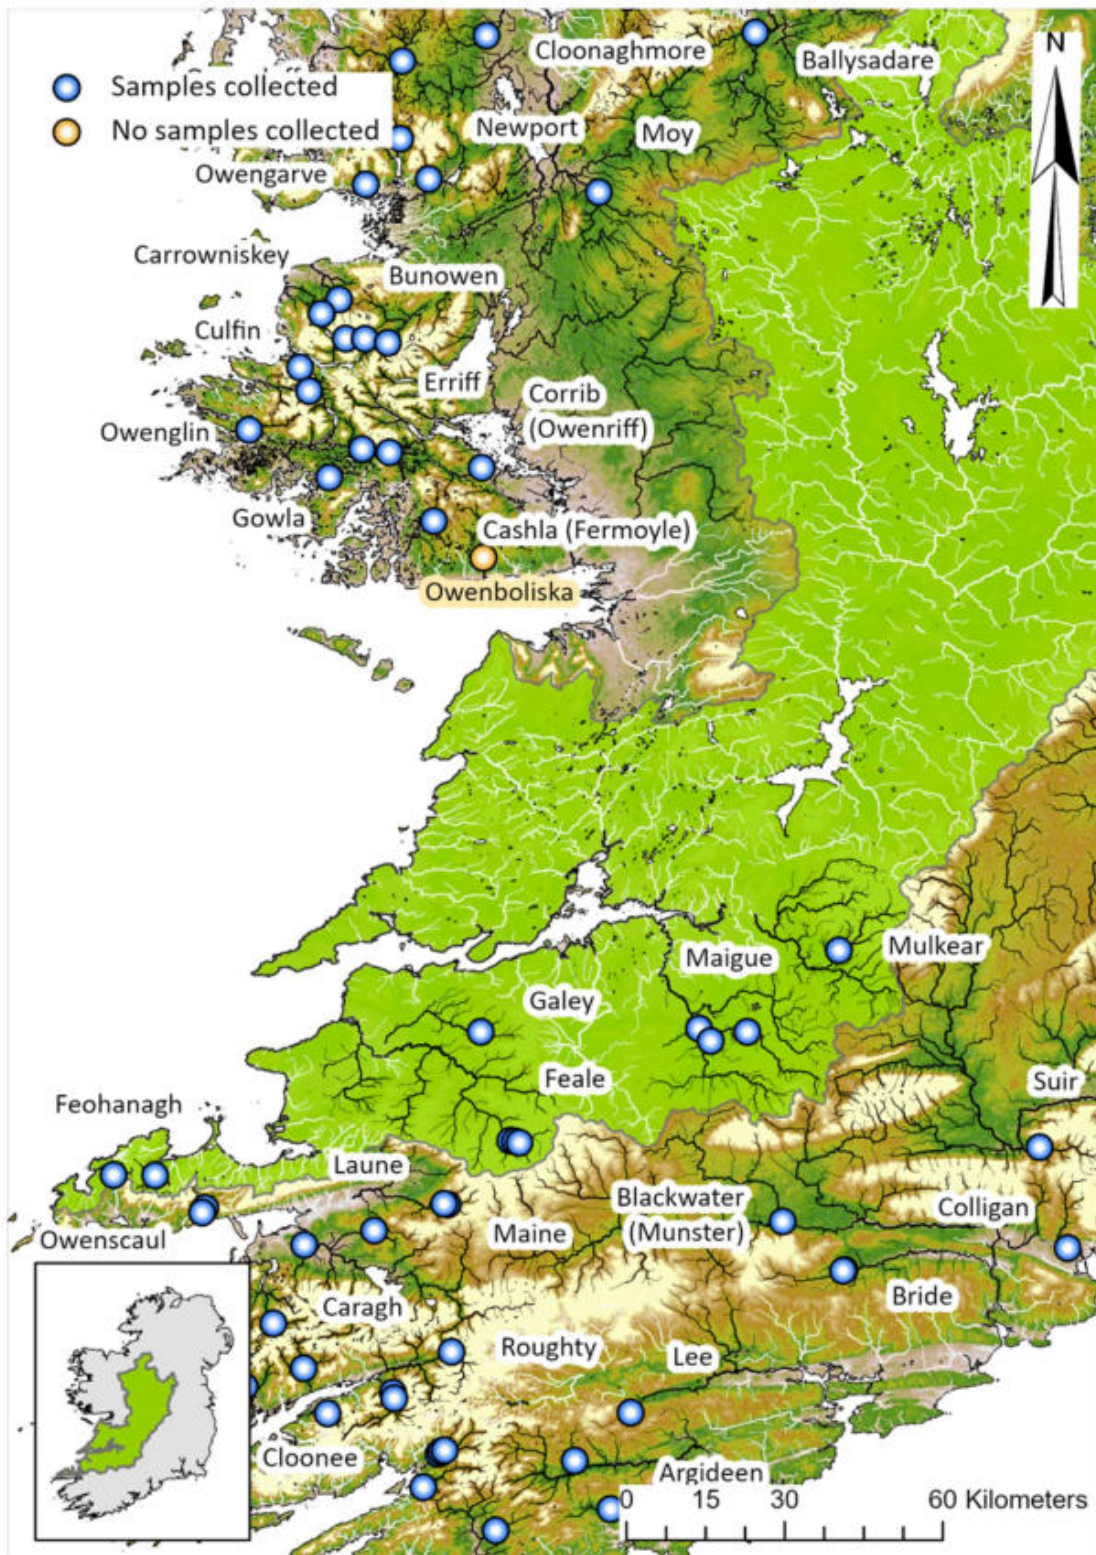 Cloonaghmore
Ballysadare
N
Samples collected
No samples collected
Newport
Moy
Owengarve
Carrowniskey
Bunowen
Culfin
Erriff
Corrib
(Owenriff)
Owenglin
Gowla
Cashla (Fermoyle)
Owenboliska
Maigue
Mulkear
Galey
Feale
Suir
Feohanagh
Laune
Blackwater
(Munster)
Colligan
Maine
Owenscaul
Caragh
Bride
Roughty
Lee
Cloonee
Argideen
0 15 30 60 Kilometers